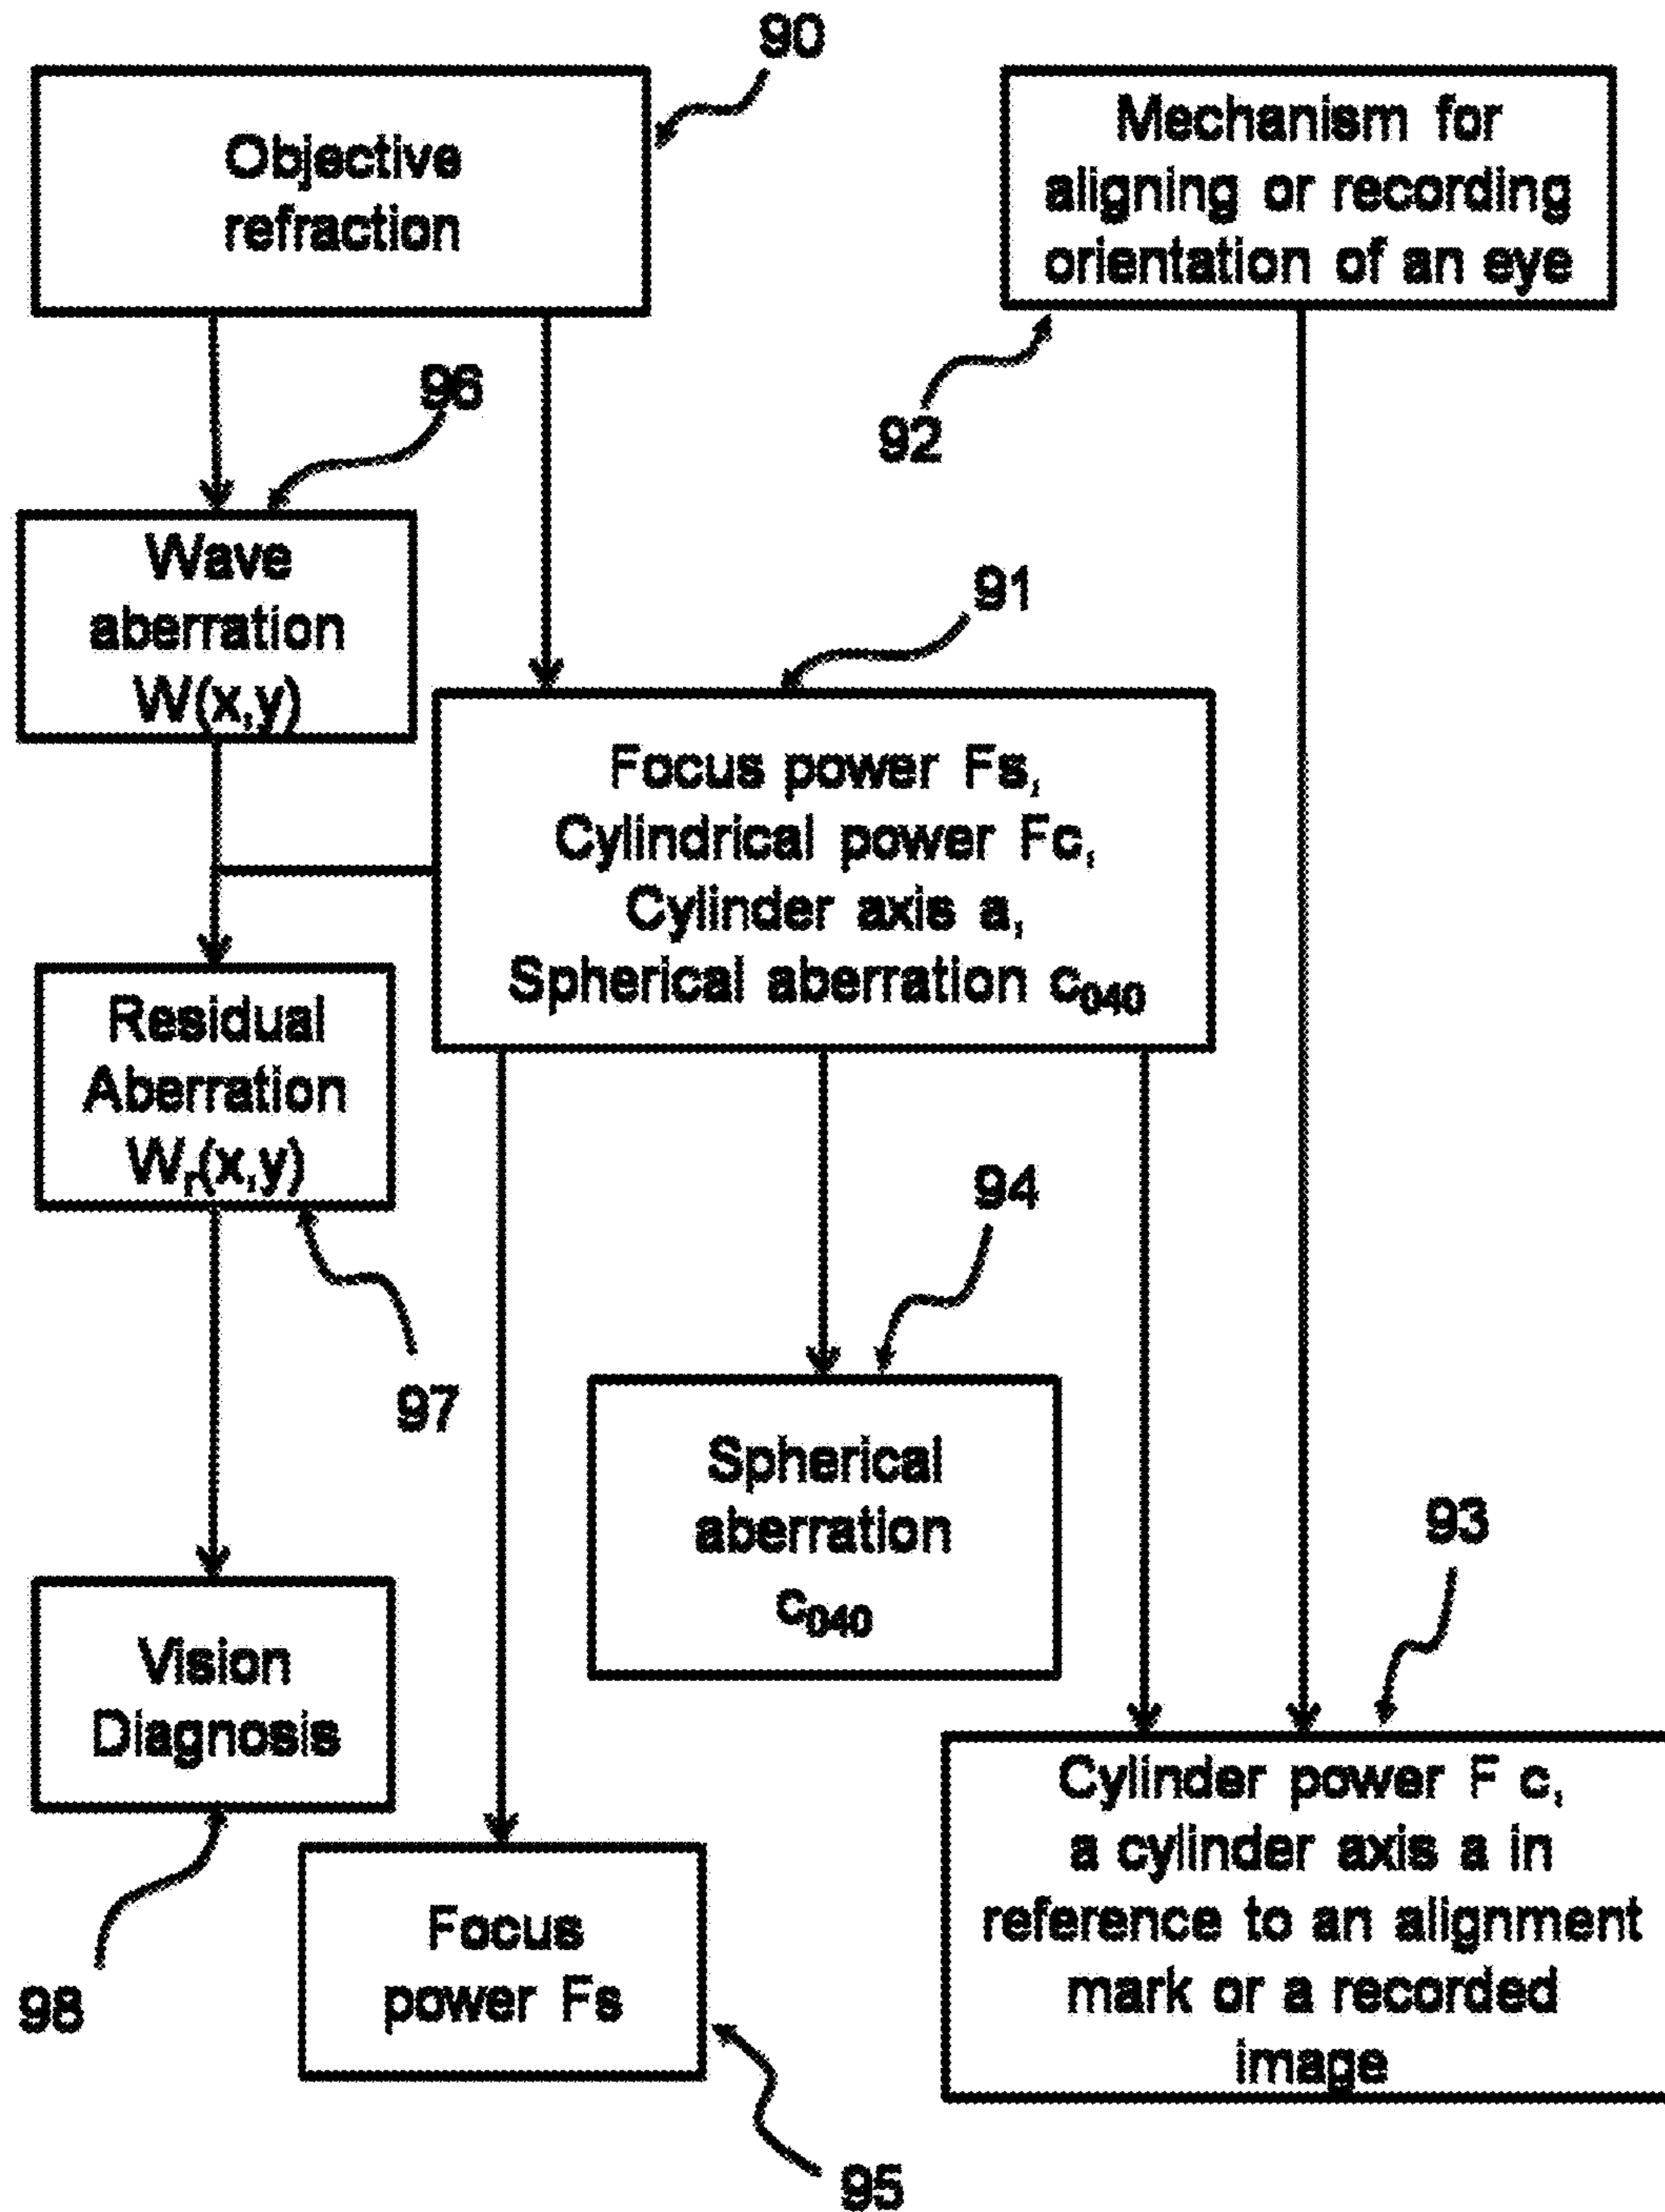 90
Objective
refraction
Mechanism for
aligning or recording
orientation of an eye
92
96
Wave
aberration
W(x,y)
91
Focus power Fs,
Cylindrical power Fc,
Cylinder axis a,
Spherical aberration c₀₄₀
Residual
Aberration
Wᵣ(x,y)
97
94
Spherical
aberration
c₀₄₀
93
Vision
Diagnosis
98
Focus
power Fs
95
Cylinder power F c,
a cylinder axis a in
reference to an alignment
mark or a recorded
image